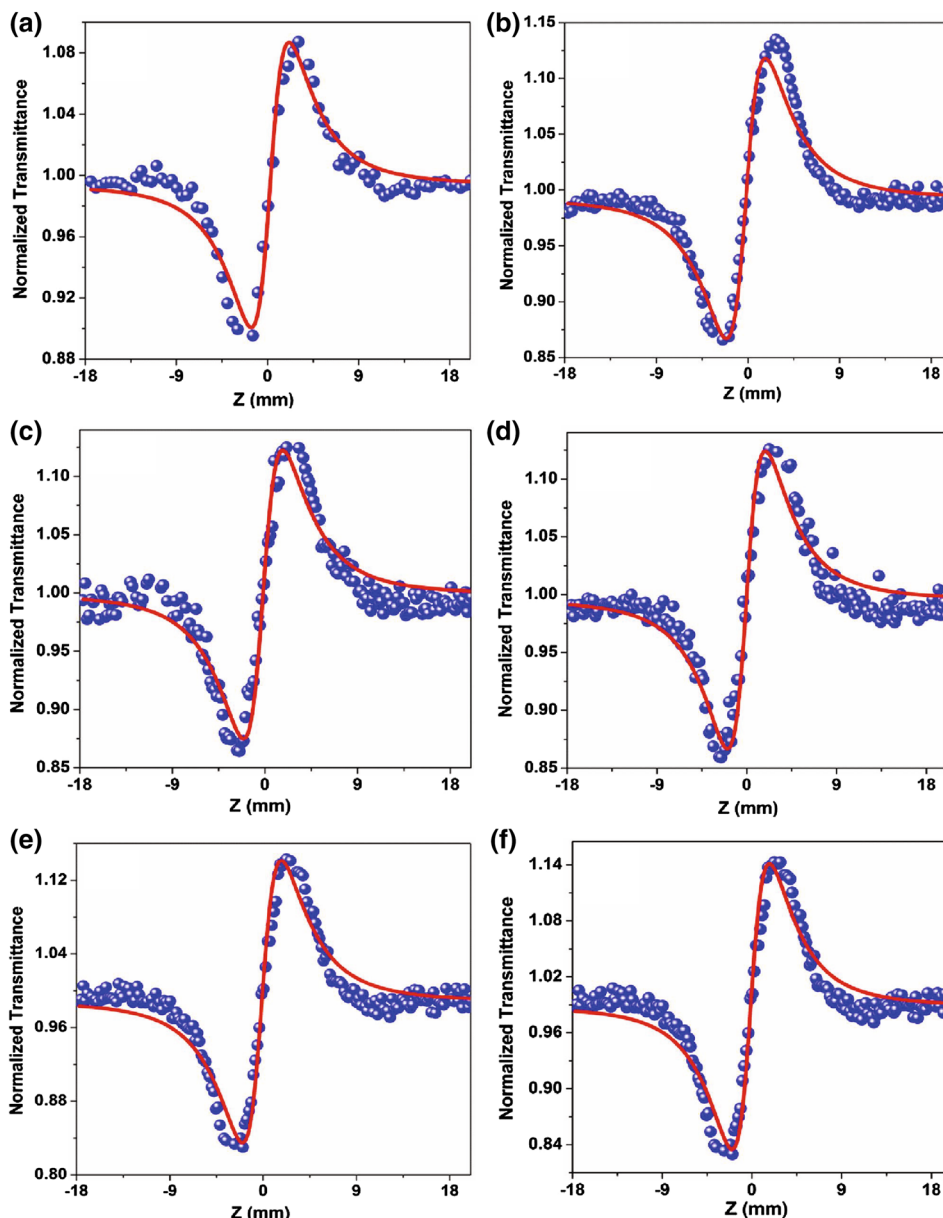 (a)
Normalized Transmittance
1.08
1.04
1.00
0.96
0.92
0.88
-18 -9 0 9 18
Z (mm)
(b)
Normalized Transmittance
1.15
1.10
1.05
1.00
0.95
0.90
0.85
-18 -9 0 9 18
Z (mm)
(c)
Normalized Transmittance
1.10
1.05
1.00
0.95
0.90
0.85
-18 -9 0 9 18
Z (mm)
(d)
Normalized Transmittance
1.10
1.05
1.00
0.95
0.90
0.85
-18 -9 0 9 18
Z (mm)
(e)
Normalized Transmittance
1.12
1.04
0.96
0.88
0.80
-18 -9 0 9 18
Z (mm)
(f)
Normalized Transmittance
1.14
1.08
1.02
0.96
0.90
0.84
-18 -9 0 9 18
Z (mm)